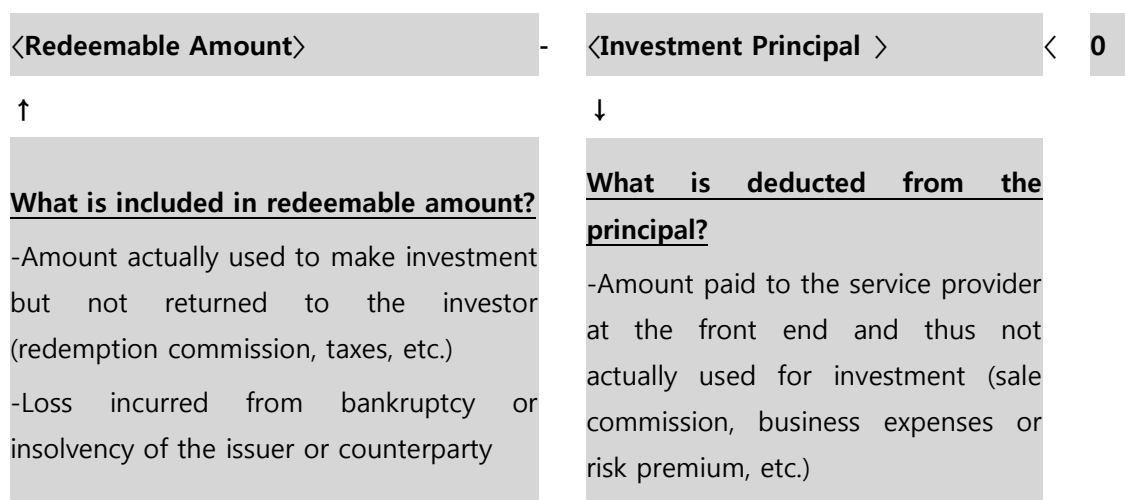 〈Redeemable Amount〉 - 〈Investment Principal 〉 〈 0
↑ ↓
What is included in redeemable amount?
-Amount actually used to make investment
but not returned to the investor
(redemption commission, taxes, etc.)
-Loss incurred from bankruptcy or
insolvency of the issuer or counterparty
What is deducted from the
principal?
-Amount paid to the service provider
at the front end and thus not
actually used for investment (sale
commission, business expenses or
risk premium, etc.)